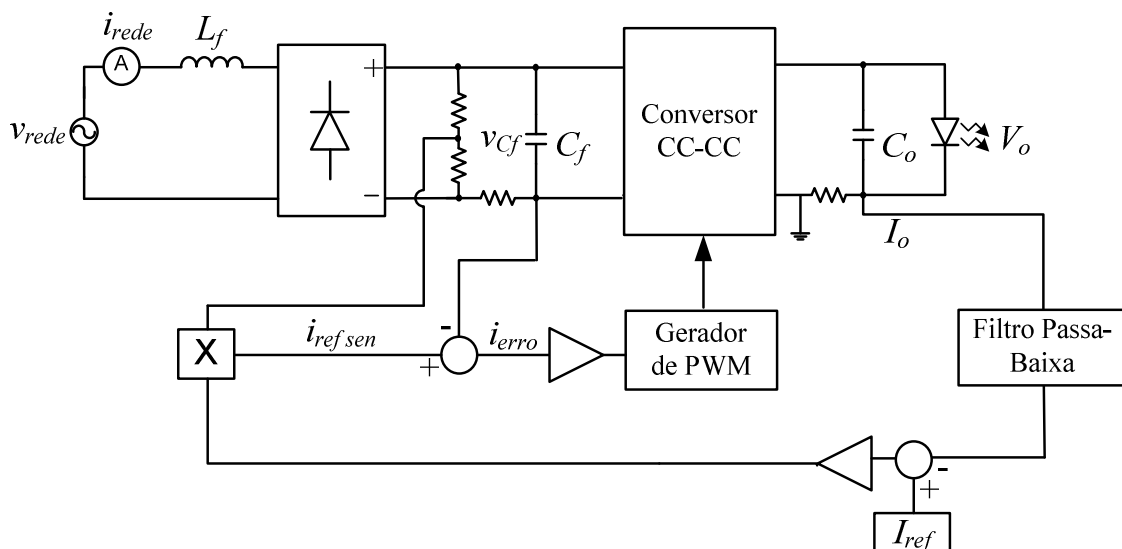 i_rede
L_f
A
v_rede
+
−
v_Cf
C_f
Conversor
CC-CC
C_o
V_o
I_o
X
i_ref sen
-
+
i_erro
Gerador
de PWM
Filtro Passa-
Baixa
-
+
I_ref